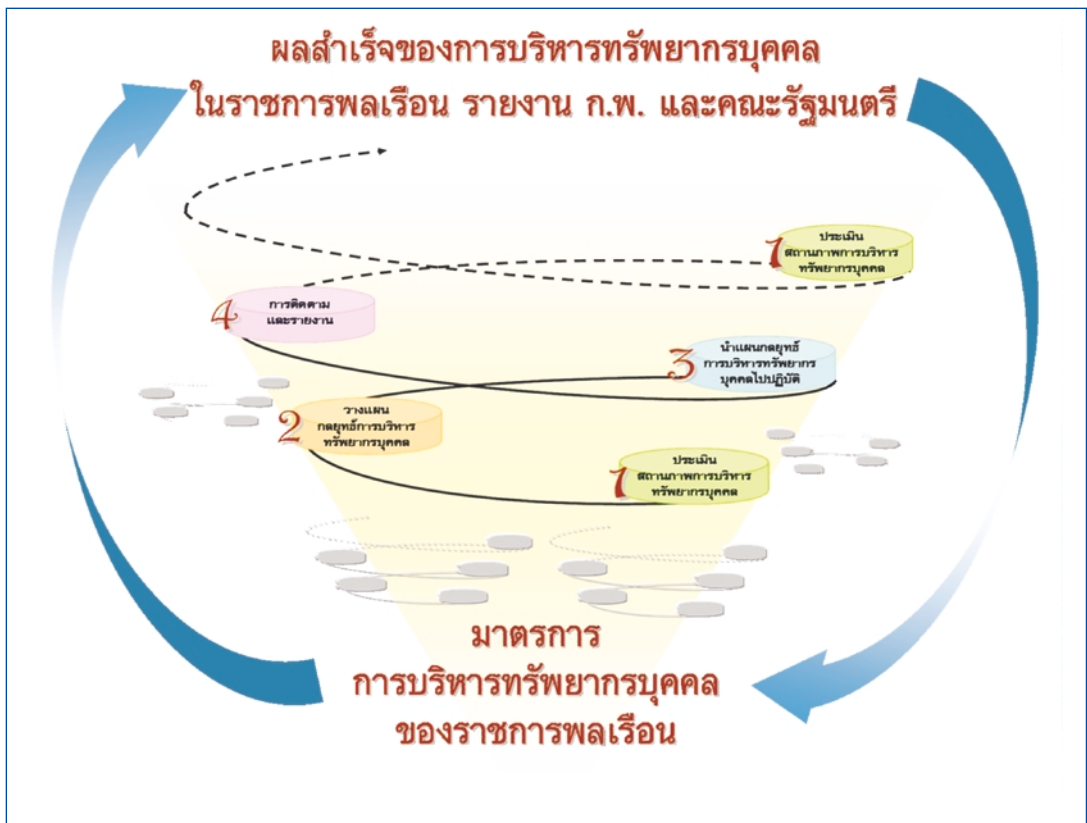 ผลสำเร็จของการบริหารทรัพยากรบุคคล
ในราชการพลเรือน รายงาน ก.พ. และคณะรัฐมนตรี
1
ประเมิน
สถานภาพการบริหาร
ทรัพยากรบุคคล
4
การติดตาม
และรายงาน
3
นำแผนกลยุทธ์
การบริหารทรัพยากร
บุคคลไปปฏิบัติ
2
วางแผน
กลยุทธ์การบริหาร
ทรัพยากรบุคคล
1
ประเมิน
สถานภาพการบริหาร
ทรัพยากรบุคคล
มาตรการ
การบริหารทรัพยากรบุคคล
ของราชการพลเรือน